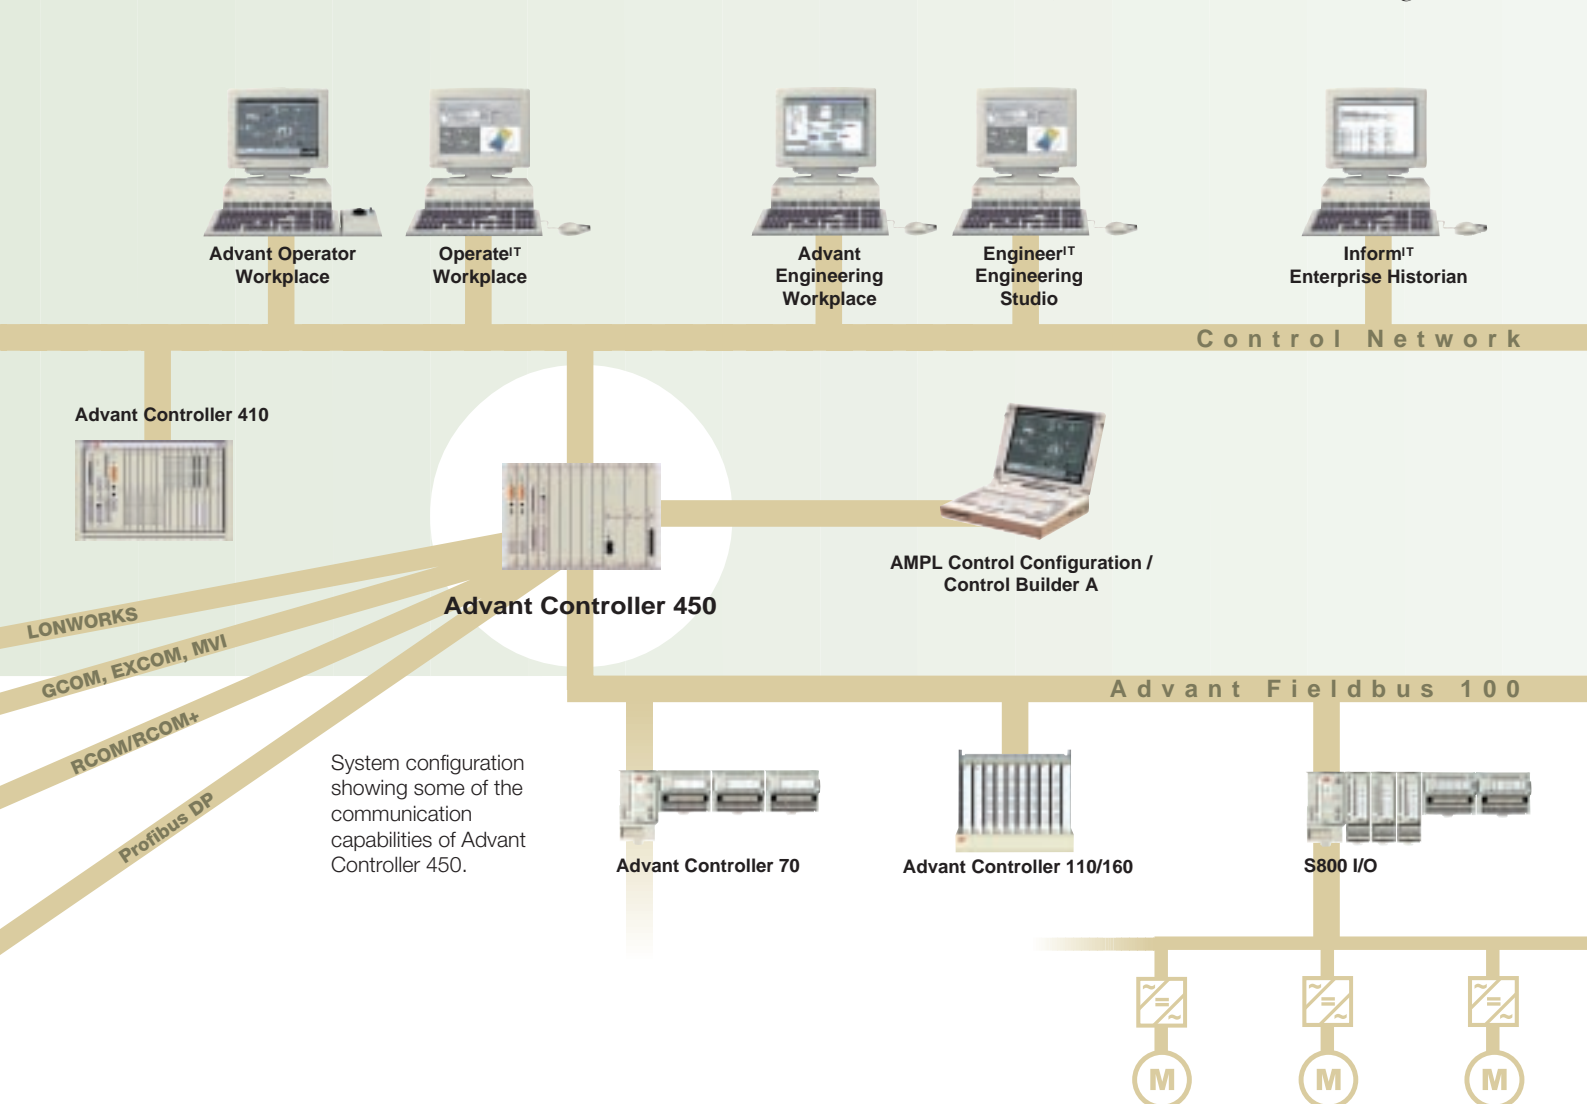 Advant Operator
Workplace
OperateIT
Workplace
Advant
Engineering
Workplace
EngineerIT
Engineering
Studio
InformIT
Enterprise Historian
Control Network
Advant Controller 410
AMPL Control Configuration /
Control Builder A
Advant Controller 450
LONWORKS
GCOM, EXCOM, MVI
RCOM/RCOM+
Profibus DP
Advant Fieldbus 100
System configuration
showing some of the
communication
capabilities of Advant
Controller 450.
Advant Controller 70
Advant Controller 110/160
S800 I/O
M
M
M